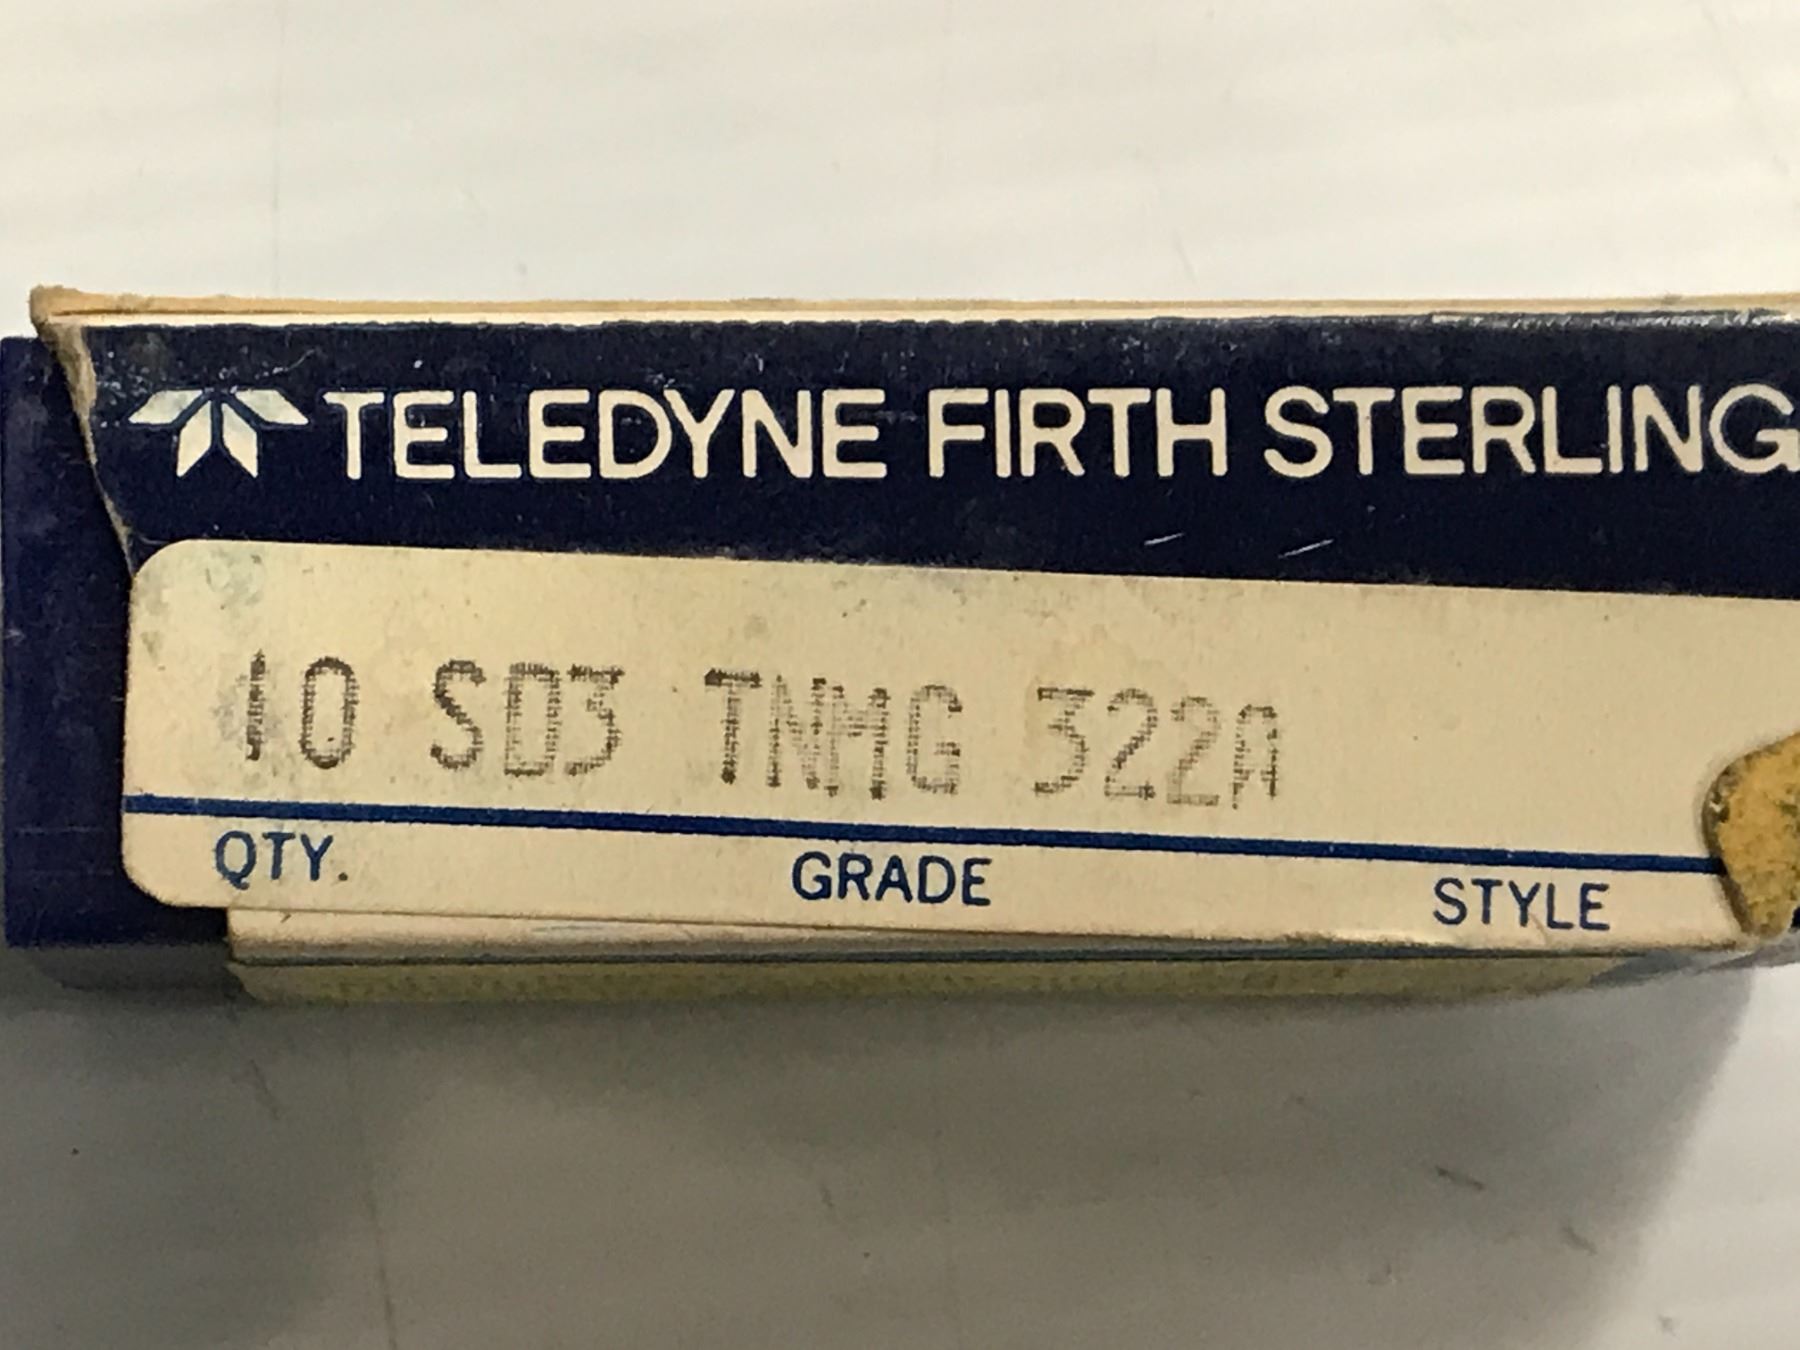 TELEDYNE FIRTH STERLING
10 SD3 TNMG 322A
QTY. GRADE STYLE